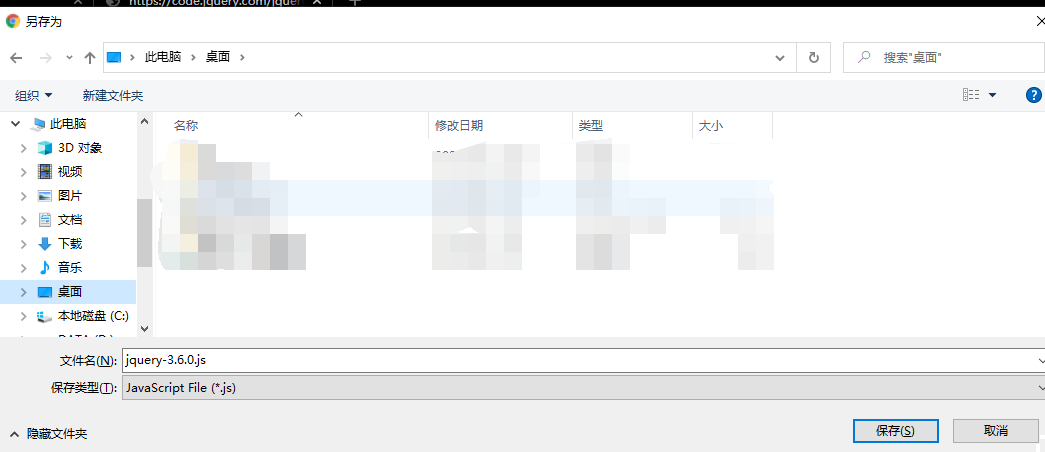 https://code.jquery.com/jque
另存为
此电脑 桌面
搜索"桌面"
组织 新建文件夹
此电脑
名称 修改日期 类型 大小
3D 对象
视频
图片
文档
下载
音乐
桌面
本地磁盘 (C:)
文件名(N): jquery-3.6.0.js
保存类型(T): JavaScript File (*.js)
隐藏文件夹 保存(S) 取消